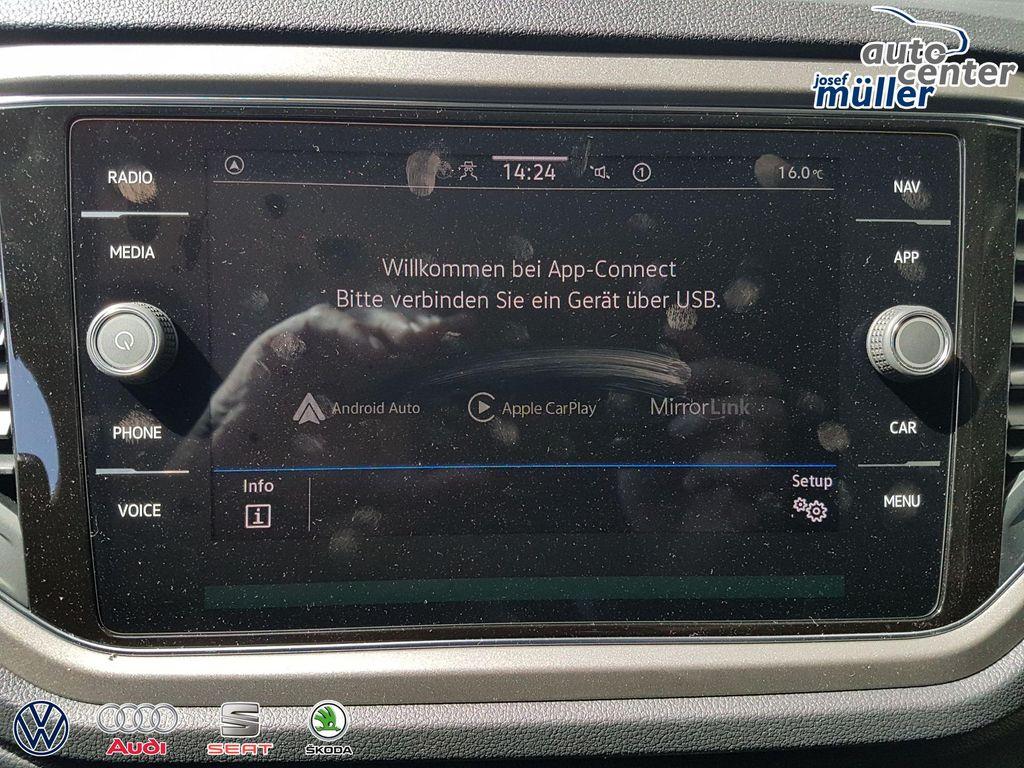 auto
center
josef
müller
RADIO
MEDIA
PHONE
VOICE
14:24
1
16.0°C
Willkommen bei App-Connect
Bitte verbinden Sie ein Gerät über USB.
Android Auto
Apple CarPlay
MirrorLink
Info
i
Setup
NAV
APP
CAR
MENU
Audi
SEAT
ŠKODA